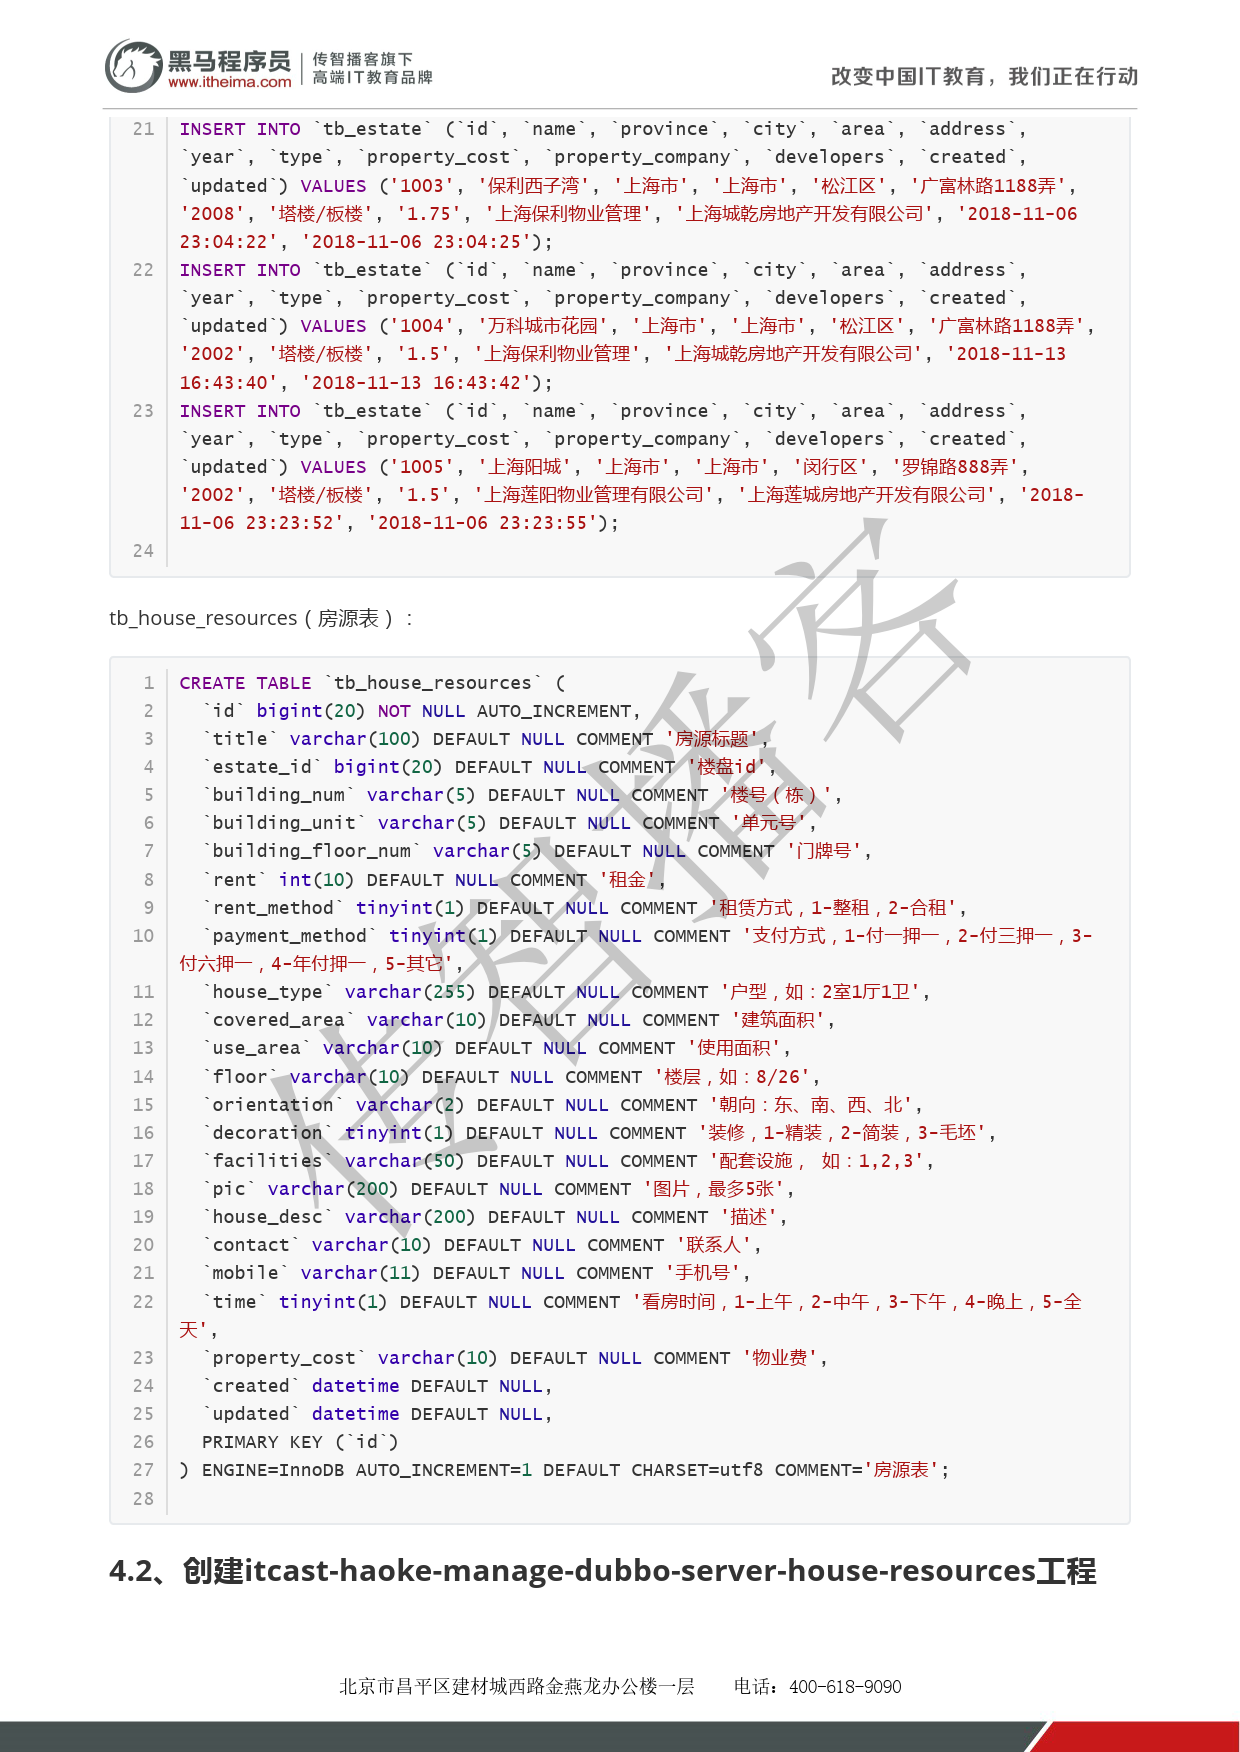 黑马程序员
www.itheima.com
传智播客旗下
高端IT教育品牌
改变中国IT教育，我们正在行动
21 INSERT INTO `tb_estate` (`id`, `name`, `province`, `city`, `area`, `address`,
`year`, `type`, `property_cost`, `property_company`, `developers`, `created`,
`updated`) VALUES ('1003', '保利西子湾', '上海市', '上海市', '松江区', '广富林路1188弄',
'2008', '塔楼/板楼', '1.75', '上海保利物业管理', '上海城乾房地产开发有限公司', '2018-11-06
23:04:22', '2018-11-06 23:04:25');
22 INSERT INTO `tb_estate` (`id`, `name`, `province`, `city`, `area`, `address`,
`year`, `type`, `property_cost`, `property_company`, `developers`, `created`,
`updated`) VALUES ('1004', '万科城市花园', '上海市', '上海市', '松江区', '广富林路1188弄',
'2002', '塔楼/板楼', '1.5', '上海保利物业管理', '上海城乾房地产开发有限公司', '2018-11-13
16:43:40', '2018-11-13 16:43:42');
23 INSERT INTO `tb_estate` (`id`, `name`, `province`, `city`, `area`, `address`,
`year`, `type`, `property_cost`, `property_company`, `developers`, `created`,
`updated`) VALUES ('1005', '上海阳城', '上海市', '上海市', '闵行区', '罗锦路888弄',
'2002', '塔楼/板楼', '1.5', '上海莲阳物业管理有限公司', '上海莲城房地产开发有限公司', '2018-
11-06 23:23:52', '2018-11-06 23:23:55');
24
tb_house_resources（房源表）：
1 CREATE TABLE `tb_house_resources` (
2 `id` bigint(20) NOT NULL AUTO_INCREMENT,
3 `title` varchar(100) DEFAULT NULL COMMENT '房源标题',
4 `estate_id` bigint(20) DEFAULT NULL COMMENT '楼盘id',
5 `building_num` varchar(5) DEFAULT NULL COMMENT '楼号（栋）',
6 `building_unit` varchar(5) DEFAULT NULL COMMENT '单元号',
7 `building_floor_num` varchar(5) DEFAULT NULL COMMENT '门牌号',
8 `rent` int(10) DEFAULT NULL COMMENT '租金',
9 `rent_method` tinyint(1) DEFAULT NULL COMMENT '租赁方式，1-整租，2-合租',
10 `payment_method` tinyint(1) DEFAULT NULL COMMENT '支付方式，1-付一押一，2-付三押一，3-
付六押一，4-年付押一，5-其它',
11 `house_type` varchar(255) DEFAULT NULL COMMENT '户型，如：2室1厅1卫',
12 `covered_area` varchar(10) DEFAULT NULL COMMENT '建筑面积',
13 `use_area` varchar(10) DEFAULT NULL COMMENT '使用面积',
14 `floor` varchar(10) DEFAULT NULL COMMENT '楼层，如：8/26',
15 `orientation` varchar(2) DEFAULT NULL COMMENT '朝向：东、南、西、北',
16 `decoration` tinyint(1) DEFAULT NULL COMMENT '装修，1-精装，2-简装，3-毛坯',
17 `facilities` varchar(50) DEFAULT NULL COMMENT '配套设施， 如：1,2,3',
18 `pic` varchar(200) DEFAULT NULL COMMENT '图片，最多5张',
19 `house_desc` varchar(200) DEFAULT NULL COMMENT '描述',
20 `contact` varchar(10) DEFAULT NULL COMMENT '联系人',
21 `mobile` varchar(11) DEFAULT NULL COMMENT '手机号',
22 `time` tinyint(1) DEFAULT NULL COMMENT '看房时间，1-上午，2-中午，3-下午，4-晚上，5-全
天',
23 `property_cost` varchar(10) DEFAULT NULL COMMENT '物业费',
24 `created` datetime DEFAULT NULL,
25 `updated` datetime DEFAULT NULL,
26 PRIMARY KEY (`id`)
27 ) ENGINE=InnoDB AUTO_INCREMENT=1 DEFAULT CHARSET=utf8 COMMENT='房源表';
28
传智播客
4.2、创建itcast-haoke-manage-dubbo-server-house-resources工程
北京市昌平区建材城西路金燕龙办公楼一层 电话：400-618-9090